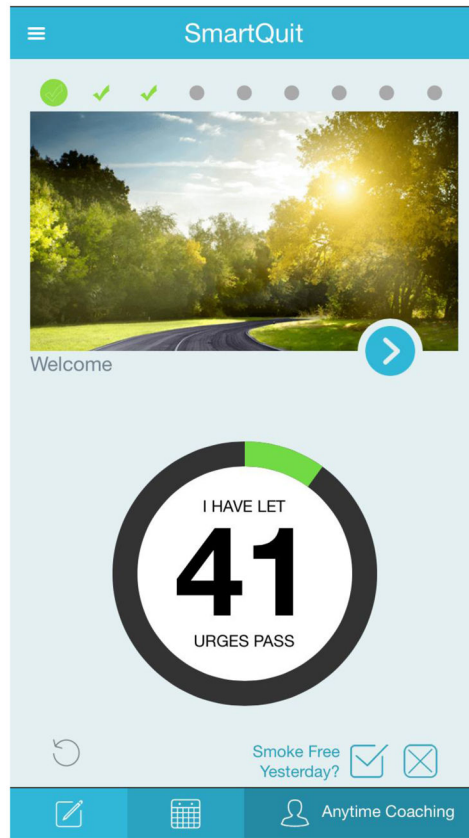 SmartQuit
Welcome
I HAVE LET
41
URGES PASS
Smoke Free
Yesterday?
Anytime Coaching